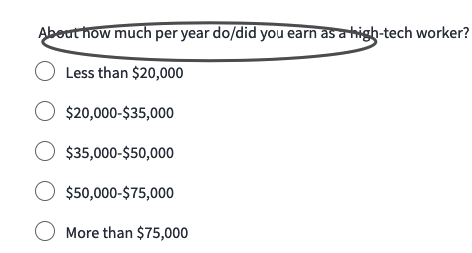 About how much per year do/did you earn as a high-tech worker?
Less than $20,000
$20,000-$35,000
$35,000-$50,000
$50,000-$75,000
More than $75,000